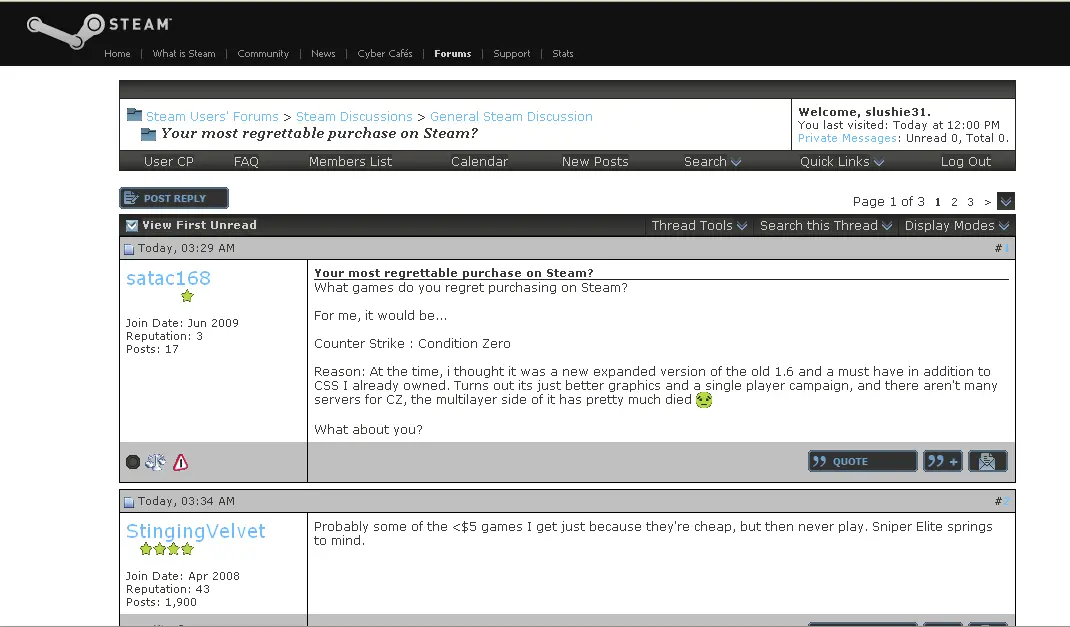 STEAM™
Home | What is Steam | Community | News | Cyber Cafés | Forums | Support | Stats
Steam Users' Forums > Steam Discussions > General Steam Discussion
Your most regrettable purchase on Steam?
Welcome, slushie31.
You last visited: Today at 12:00 PM
Private Messages: Unread 0, Total 0.
User CP FAQ Members List Calendar New Posts Search Quick Links Log Out
POST REPLY
Page 1 of 3 1 2 3 >
View First Unread
Thread Tools Search this Thread Display Modes
Today, 03:29 AM
#1
satac168
Join Date: Jun 2009
Reputation: 3
Posts: 17
Your most regrettable purchase on Steam?
What games do you regret purchasing on Steam?
For me, it would be...
Counter Strike : Condition Zero
Reason: At the time, i thought it was a new expanded version of the old 1.6 and a must have in addition to
CSS I already owned. Turns out its just better graphics and a single player campaign, and there aren't many
servers for CZ, the multilayer side of it has pretty much died
What about you?
QUOTE
Today, 03:34 AM
#2
StingingVelvet
Join Date: Apr 2008
Reputation: 43
Posts: 1,900
Probably some of the <$5 games I get just because they're cheap, but then never play. Sniper Elite springs
to mind.